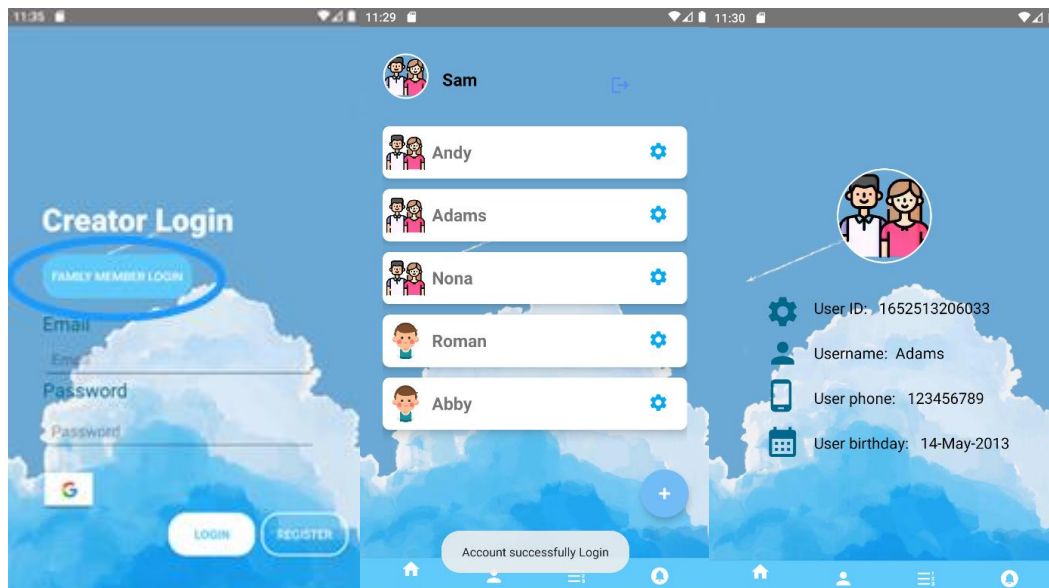 11:35
Creator Login
FAMILY MEMBER LOGIN
Email
Email
Password
Password
G
LOGIN
REGISTER
11:29
Sam
Andy
Adams
Nona
Roman
Abby
+
Account successfully Login
11:30
User ID: 1652513206033
Username: Adams
User phone: 123456789
User birthday: 14-May-2013